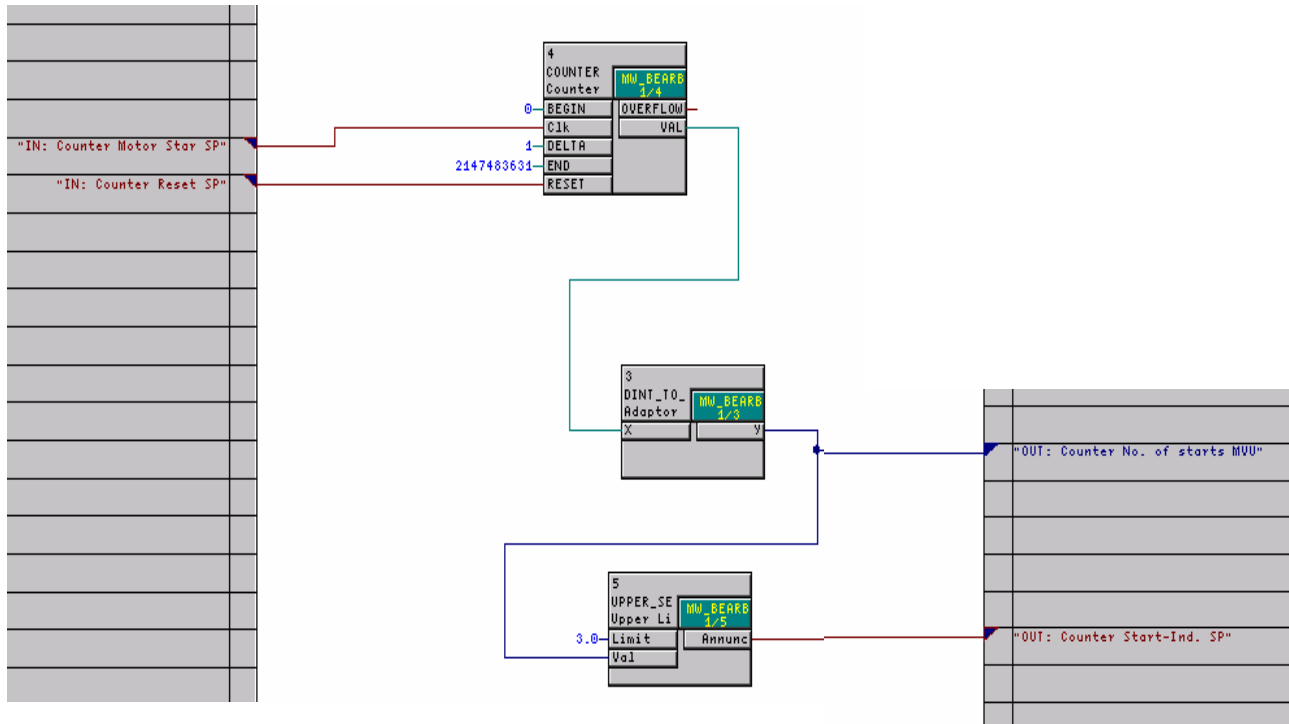 4
COUNTER
Counter
MW_BEARB
1/4
0
BEGIN
OVERFLOW
"IN: Counter Motor Star SP"
Clk
VAL
1
DELTA
2147483631
END
"IN: Counter Reset SP"
RESET
3
DINT_TO_
Adaptor
MW_BEARB
1/3
X
Y
"OUT: Counter No. of starts MVU"
5
UPPER_SE
Upper Li
MW_BEARB
1/5
3.0
Limit
Annunc
Val
"OUT: Counter Start-Ind. SP"